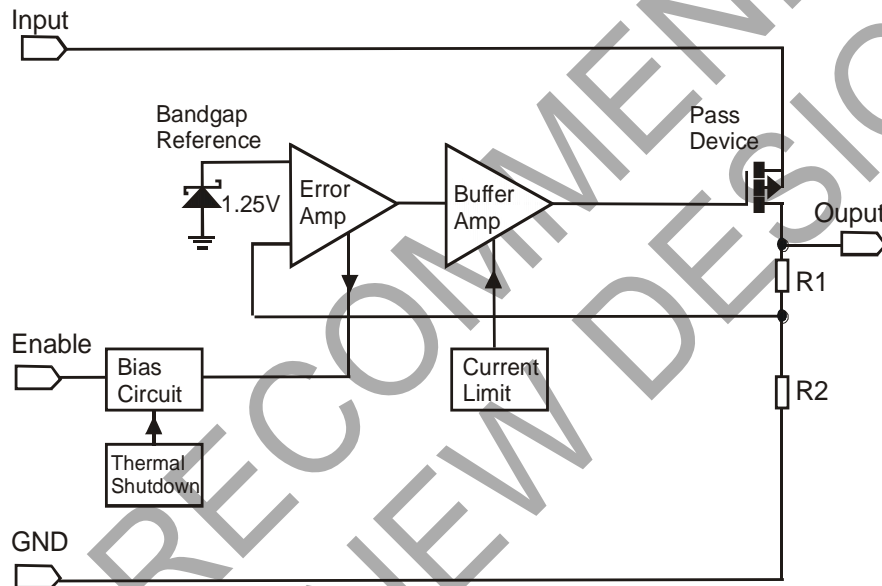 Input
Bandgap
Reference
1.25V
Error
Amp
Buffer
Amp
Pass
Device
Ouput
R1
Enable
Bias
Circuit
Current
Limit
R2
Thermal
Shutdown
GND
RECOMMEN
NEW DESIG